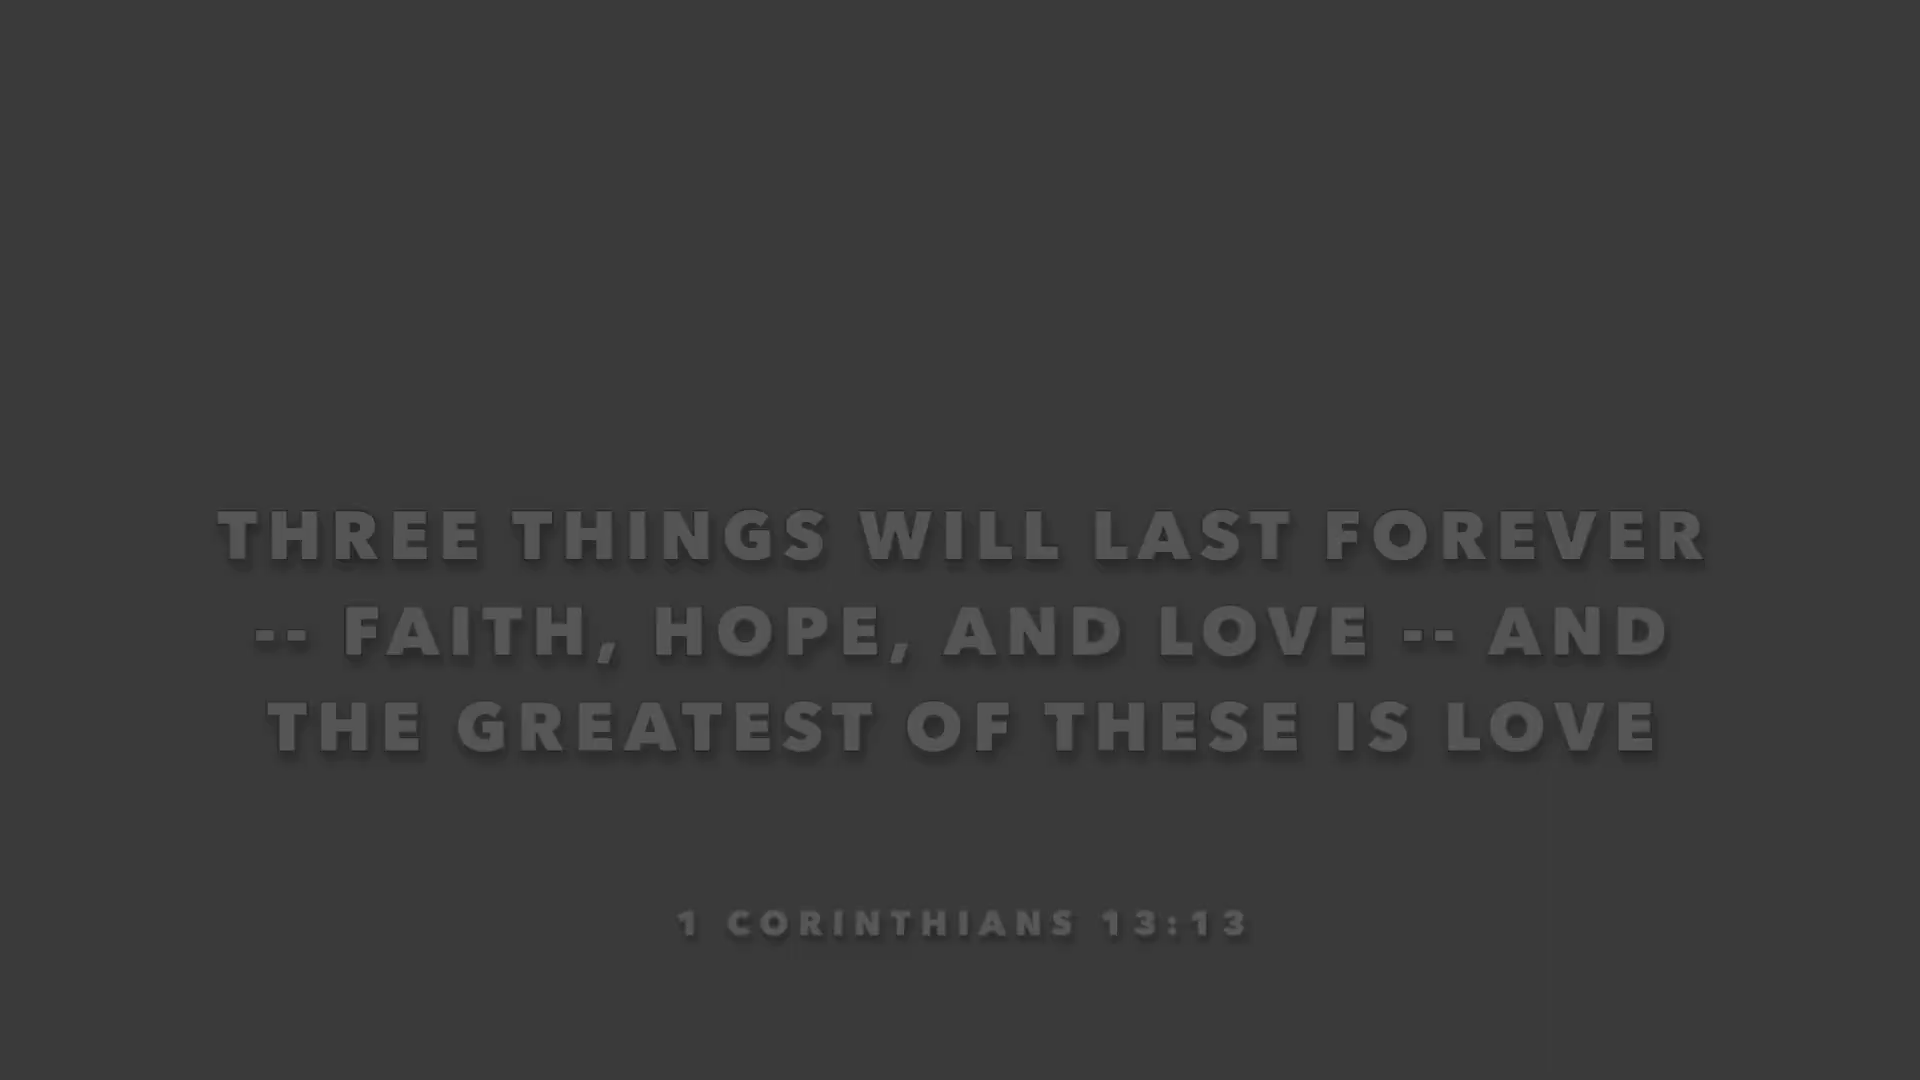 THREE THINGS WILL LAST FOREVER
-- FAITH, HOPE, AND LOVE -- AND
THE GREATEST OF THESE IS LOVE
1 CORINTHIANS 13:13